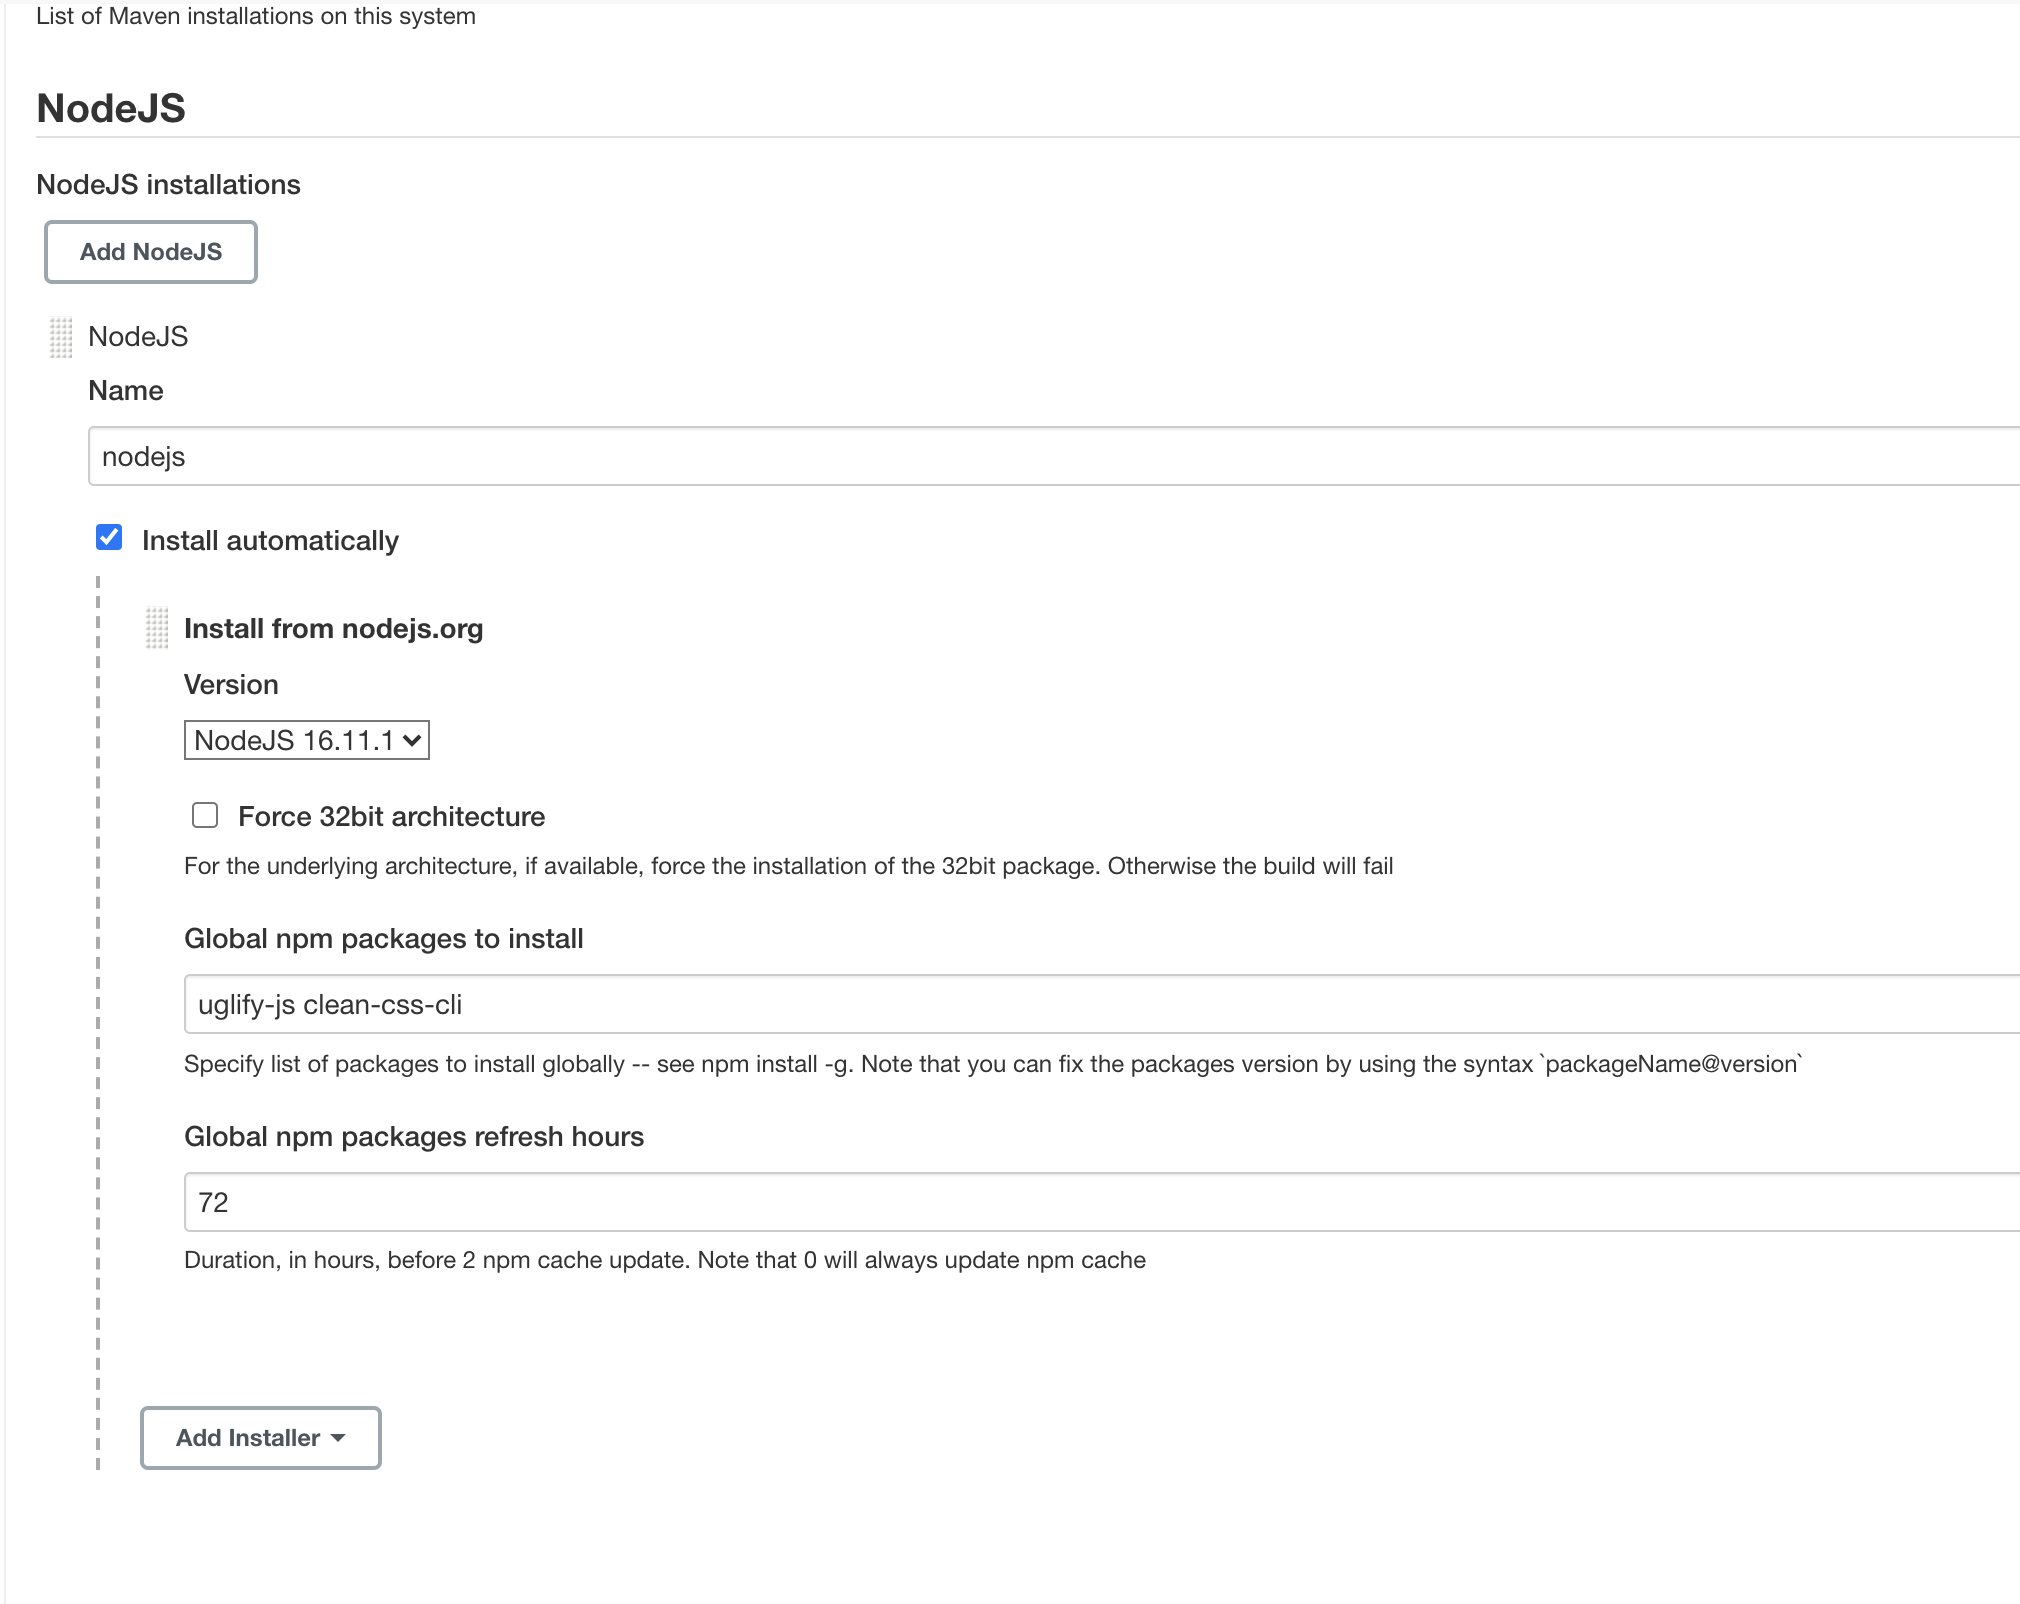 List of Maven installations on this system
NodeJS
NodeJS installations
Add NodeJS
NodeJS
Name
nodejs
Install automatically
Install from nodejs.org
Version
NodeJS 16.11.1
Force 32bit architecture
For the underlying architecture, if available, force the installation of the 32bit package. Otherwise the build will fail
Global npm packages to install
uglify-js clean-css-cli
Specify list of packages to install globally -- see npm install -g. Note that you can fix the packages version by using the syntax `packageName@version`
Global npm packages refresh hours
72
Duration, in hours, before 2 npm cache update. Note that 0 will always update npm cache
Add Installer